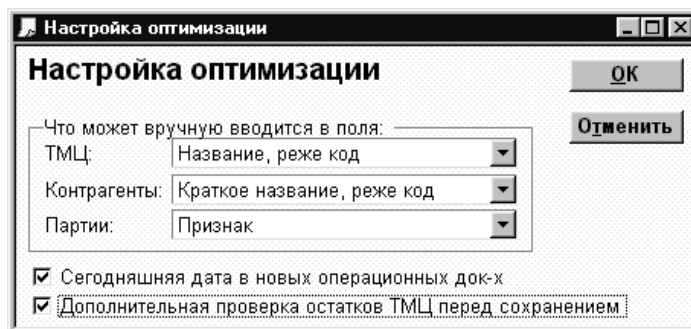 Настройка оптимизации
Настройка оптимизации
ОК
Отменить
Что может вручную вводится в поля:
ТМЦ: Название, реже код
Контрагенты: Краткое название, реже код
Партии: Признак
Сегодняшняя дата в новых операционных док-х
Дополнительная проверка остатков ТМЦ перед сохранением